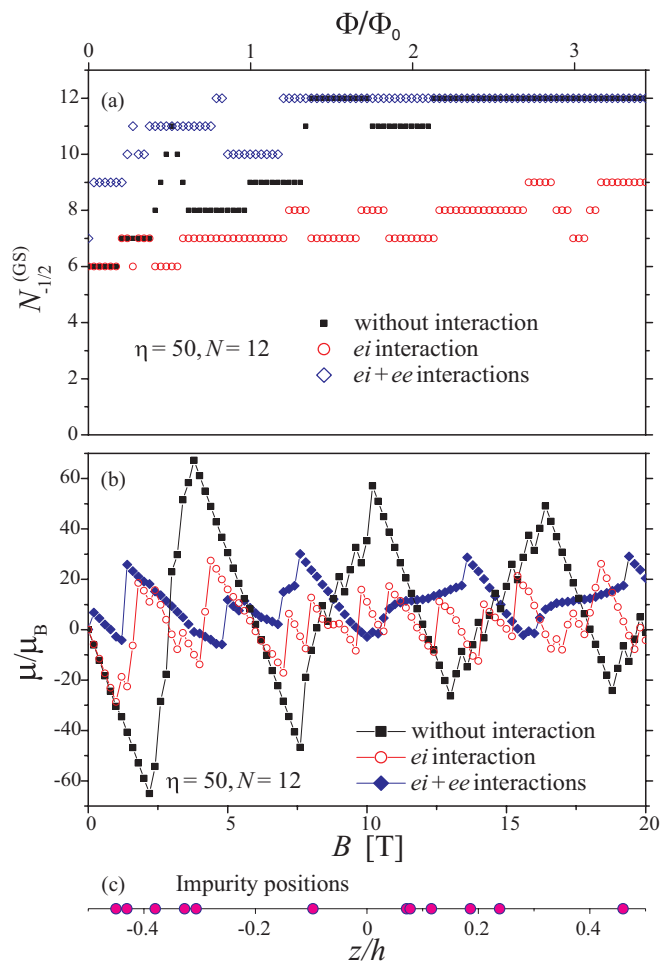 Φ/Φ0
0 1 2 3
(a)
12
10
8
6
4
2
0
N-1/2(GS)
without interaction
η = 50, N = 12
ei interaction
ei + ee interactions
(b)
60
40
20
0
-20
-40
-60
μ/μB
without interaction
ei interaction
η = 50, N = 12
ei + ee interactions
0 5 10 15 20
B [T]
(c) Impurity positions
-0.4 -0.2 0 0.2 0.4
z/h